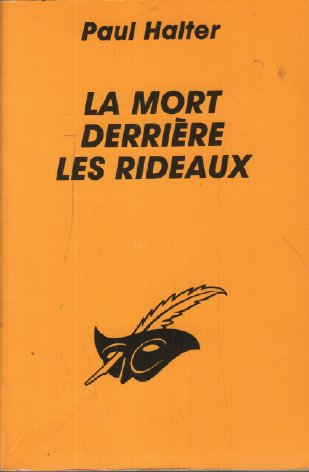 Paul Halter
LA MORT
DERRIÈRE
LES RIDEAUX